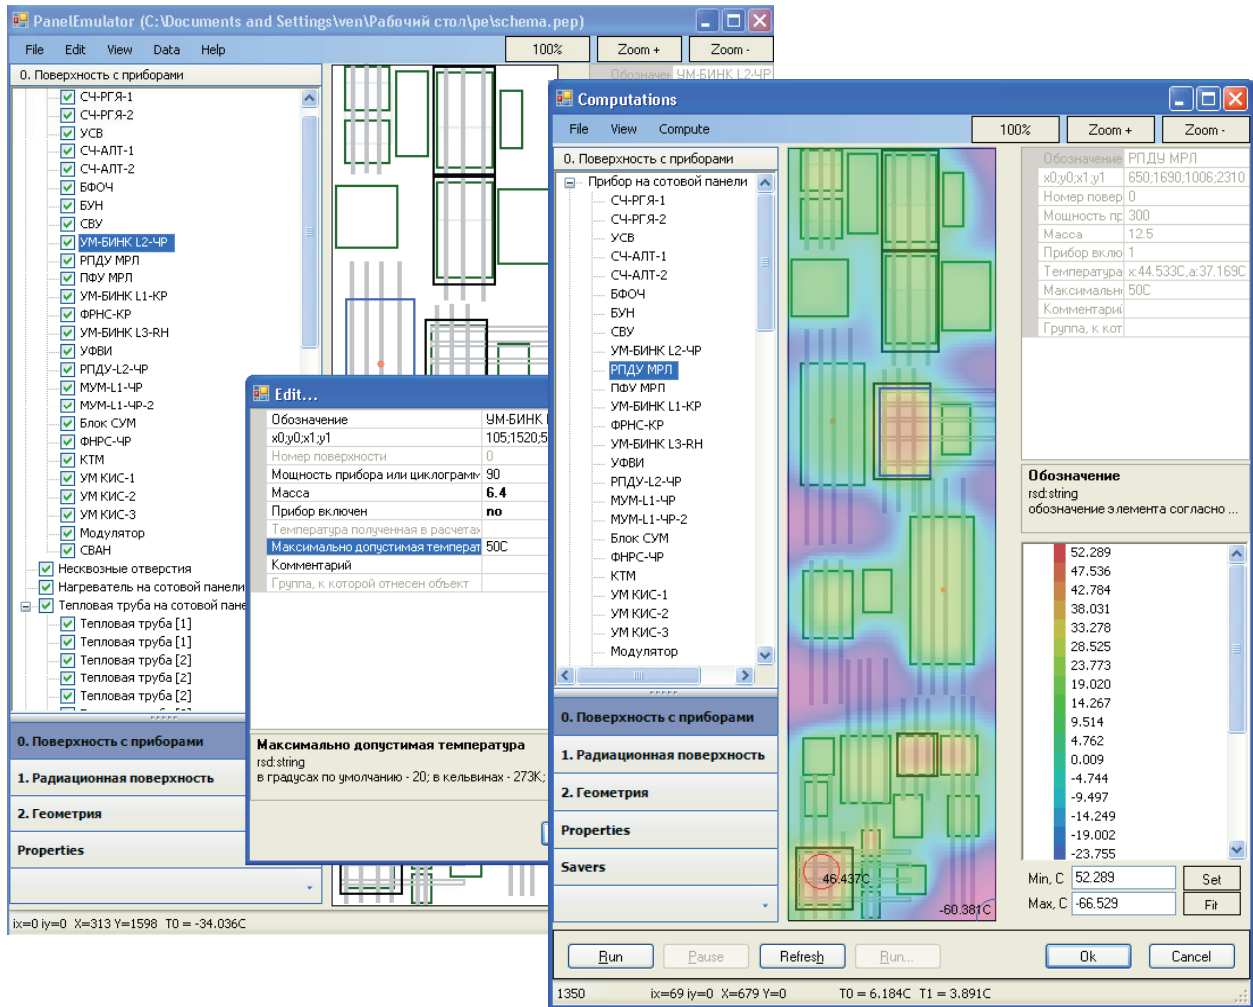 PanelEmulator (C:\Documents and Settings\ven\Рабочий стол\pe\schema.pep)
File Edit View Data Help 100% Zoom + Zoom -
0. Поверхность с приборами
СЧ-РГЯ-1
СЧ-РГЯ-2
УСВ
СЧ-АЛТ-1
СЧ-АЛТ-2
БФОЧ
БУН
СВУ
УМ-БИНК L2-ЧР
РПДУ МРЛ
ПФУ МРЛ
УМ-БИНК L1-КР
ФРНС-КР
УМ-БИНК L3-RH
УФВИ
РПДУ-L2-ЧР
МУМ-L1-ЧР
МУМ-L1-ЧР-2
Блок СУМ
ФНРС-ЧР
КТМ
УМ КИС-1
УМ КИС-2
УМ КИС-3
Модулятор
СВАН
Несквозные отверстия
Нагреватель на сотовой панели
Тепловая труба на сотовой пане
Тепловая труба [1]
Тепловая труба [1]
Тепловая труба [2]
Тепловая труба [2]
Тепловая труба [2]
0. Поверхность с приборами
1. Радиационная поверхность
2. Геометрия
Properties
ix=0 iy=0 X=313 Y=1598 T0 = -34.036C
Обозначен УМ-БИНК L2-ЧР
Edit...
Обозначение УМ-БИНК
x0;y0;x1;y1 105;1520;5
Номер поверхности 0
Мощность прибора или циклограмм 90
Масса 6.4
Прибор включен no
Температура полученная в расчетах
Максимально допустимая температ 50C
Комментарий
Группа, к которой отнесен объект
Максимально допустимая температура
rsd:string
в градусах по умолчанию - 20; в кельвинах - 273K;
Computations
File View Compute 100% Zoom + Zoom -
0. Поверхность с приборами
Прибор на сотовой панели
СЧ-РГЯ-1
СЧ-РГЯ-2
УСВ
СЧ-АЛТ-1
СЧ-АЛТ-2
БФОЧ
БУН
СВУ
УМ-БИНК L2-ЧР
РПДУ МРЛ
ПФУ МРЛ
УМ-БИНК L1-КР
ФРНС-КР
УМ-БИНК L3-RH
УФВИ
РПДУ-L2-ЧР
МУМ-L1-ЧР
МУМ-L1-ЧР-2
Блок СУМ
ФНРС-ЧР
КТМ
УМ КИС-1
УМ КИС-2
УМ КИС-3
Модулятор
0. Поверхность с приборами
1. Радиационная поверхность
2. Геометрия
Properties
Savers
46.437C
-60.381C
Обозначение РПДУ МРЛ
x0;y0;x1;y1 650;1690;1006;2310
Номер повер 0
Мощность пр 300
Масса 12.5
Прибор вклю 1
Температура x:44.533C,a:37.169C
Максимальн 50C
Комментари
Группа, к кот
Обозначение
rsd:string
обозначение элемента согласно ...
52.289
47.536
42.784
38.031
33.278
28.525
23.773
19.020
14.267
9.514
4.762
0.009
-4.744
-9.497
-14.249
-19.002
-23.755
Min, C 52.289 Set
Max, C -66.529 Fit
Run Pause Refresh Run... Ok Cancel
1350 ix=69 iy=0 X=679 Y=0 T0 = 6.184C T1 = 3.891C